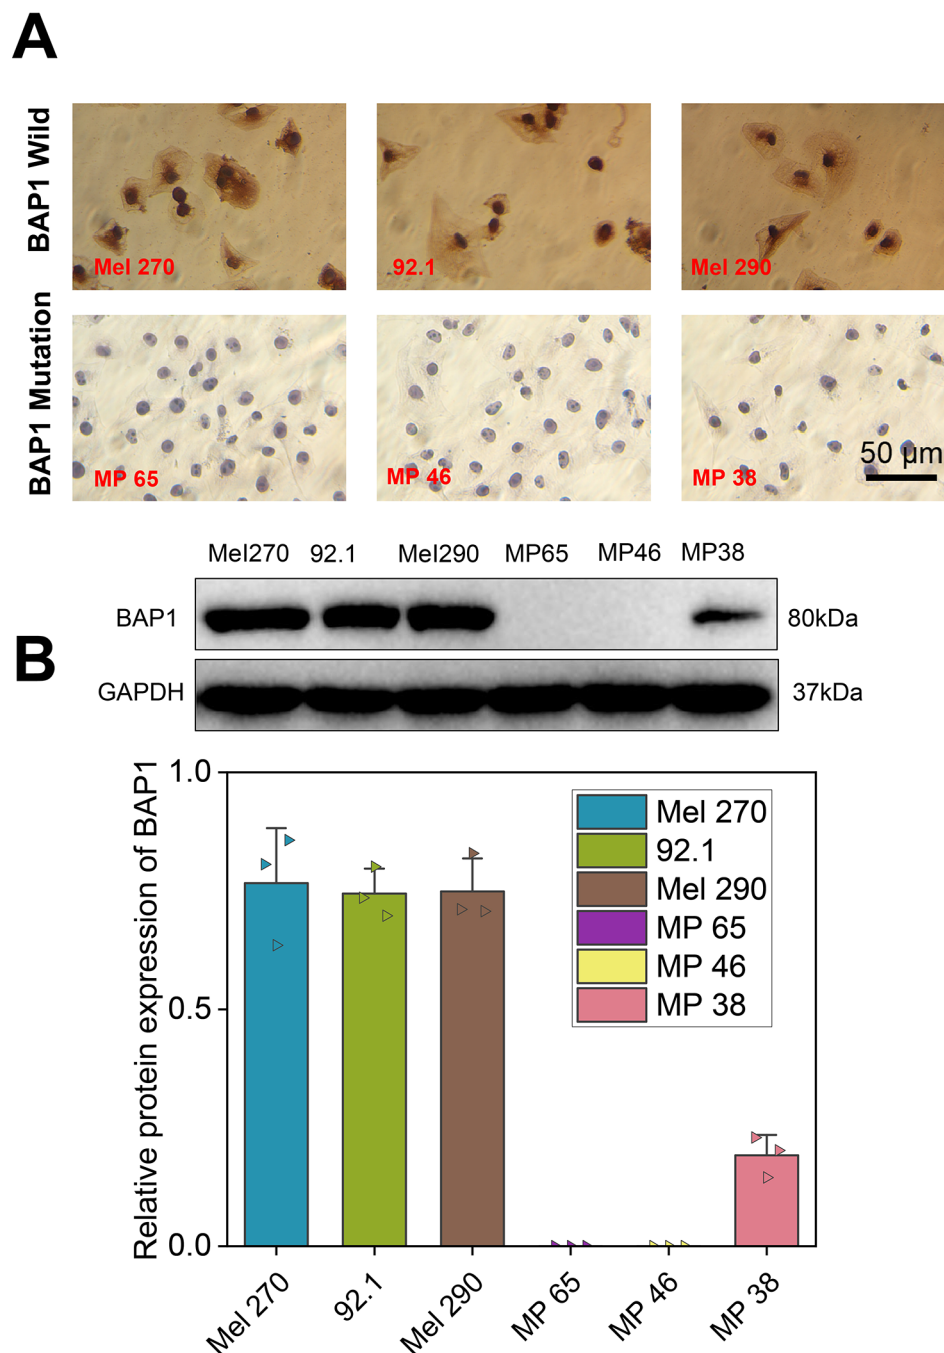 A
BAP1 Wild
Mel 270
92.1
Mel 290
BAP1 Mutation
MP 65
MP 46
MP 38
50 μm
Mel270 92.1 Mel290 MP65 MP46 MP38
BAP1 80kDa
B
GAPDH 37kDa
Relative protein expression of BAP1
1.0
0.5
0.0
Mel 270
92.1
Mel 290
MP 65
MP 46
MP 38
Mel 270
92.1
Mel 290
MP 65
MP 46
MP 38